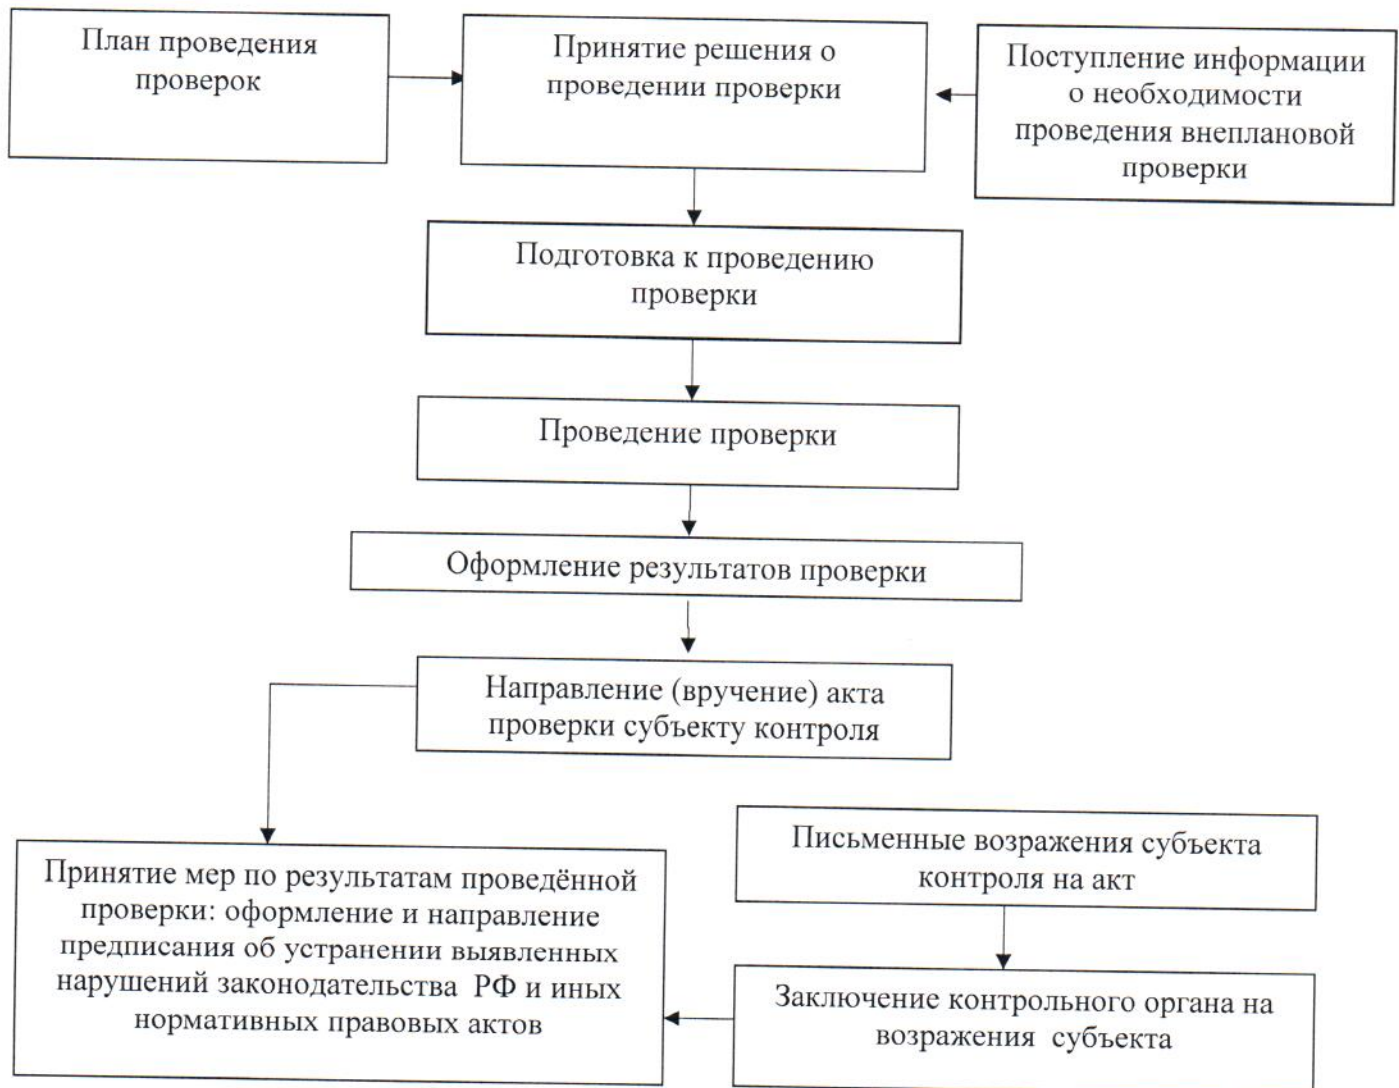 План проведения
проверок
Принятие решения о
проведении проверки
Поступление информации
о необходимости
проведения внеплановой
проверки
Подготовка к проведению
проверки
Проведение проверки
Оформление результатов проверки
Направление (вручение) акта
проверки субъекту контроля
Письменные возражения субъекта
контроля на акт
Принятие мер по результатам проведённой
проверки: оформление и направление
предписания об устранении выявленных
нарушений законодательства РФ и иных
нормативных правовых актов
Заключение контрольного органа на
возражения субъекта